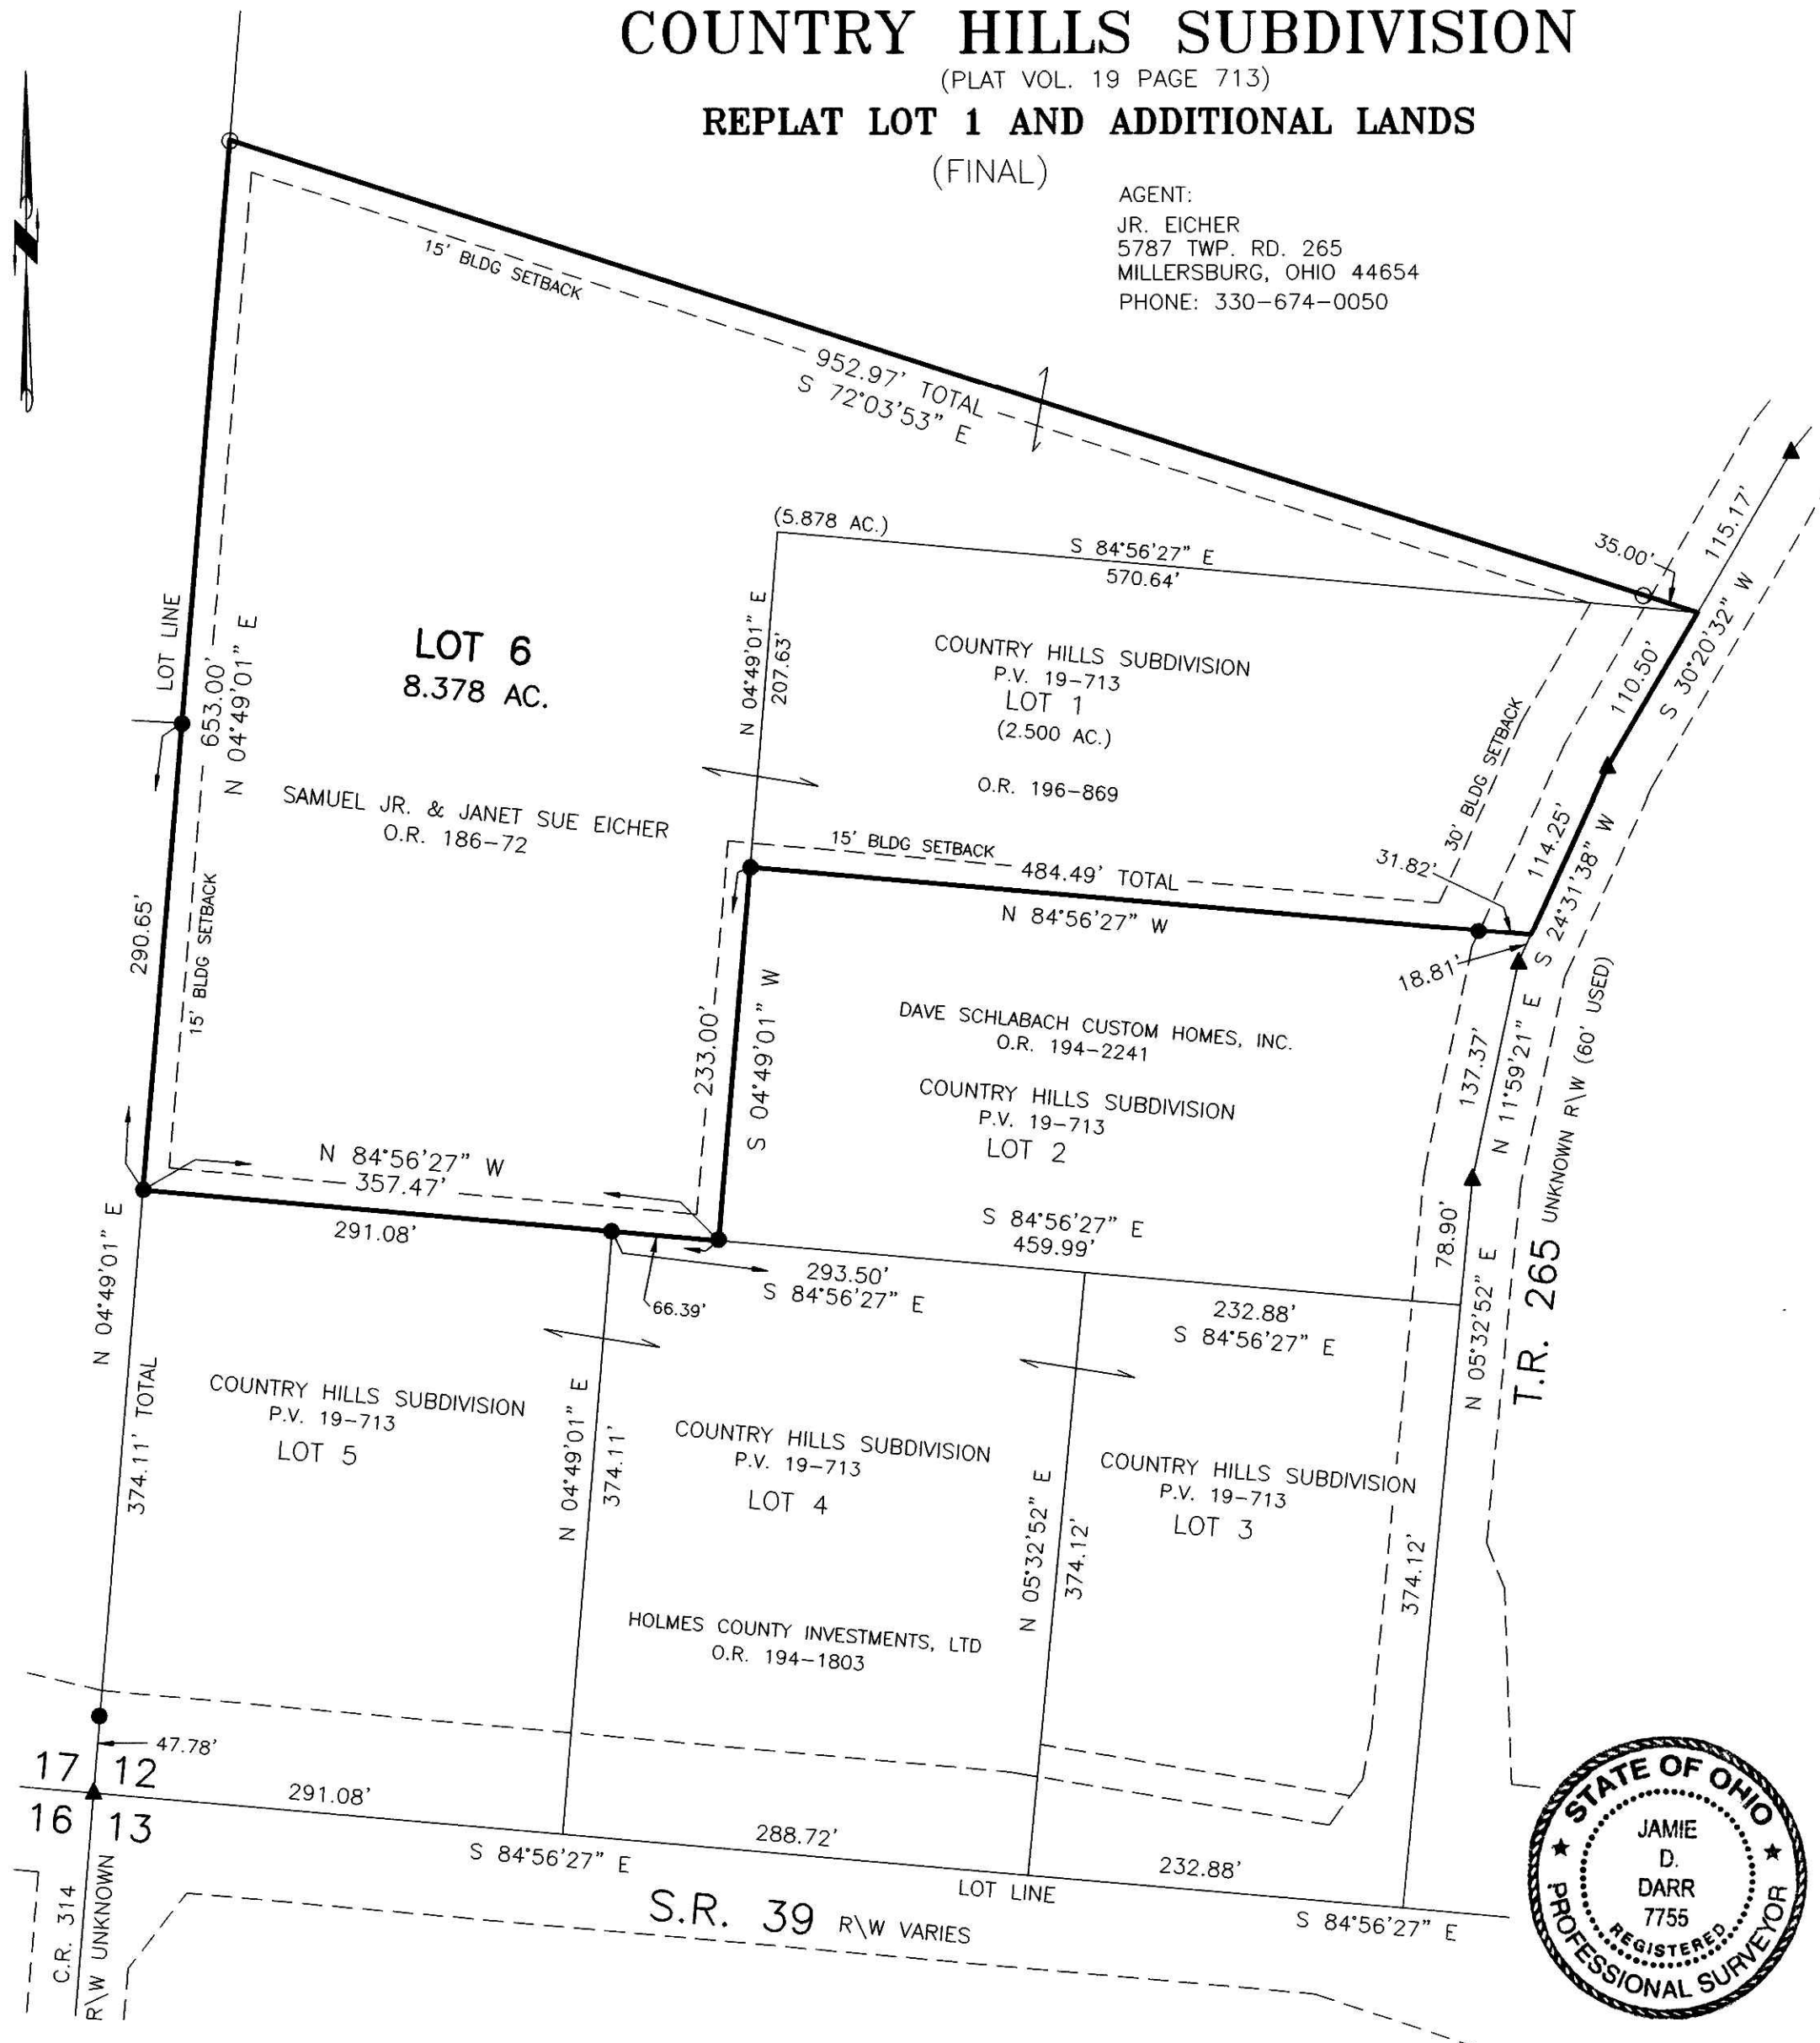 COUNTRY HILLS SUBDIVISION
(PLAT VOL. 19 PAGE 713)
REPLAT LOT 1 AND ADDITIONAL LANDS
(FINAL)
AGENT:
JR. EICHER
5787 TWP. RD. 265
MILLERSBURG, OHIO 44654
PHONE: 330-674-0050
N
15' BLDG SETBACK
952.97' TOTAL
S 72°03'53" E
35.00'
115.17'
(5.878 AC.)
S 84°56'27" E
570.64'
LOT LINE
653.00'
N 04°49'01" E
LOT 6
8.378 AC.
N 04°49'01" E
207.63'
COUNTRY HILLS SUBDIVISION
P.V. 19-713
LOT 1
(2.500 AC.)
O.R. 196-869
110.50'
S 30°20'32" W
30' BLDG SETBACK
SAMUEL JR. & JANET SUE EICHER
O.R. 186-72
15' BLDG SETBACK
484.49' TOTAL
N 84°56'27" W
31.82'
114.25'
S 24°31'38" W
290.65'
15' BLDG SETBACK
18.81'
233.00'
S 04°49'01" W
DAVE SCHLABACH CUSTOM HOMES, INC.
O.R. 194-2241
COUNTRY HILLS SUBDIVISION
P.V. 19-713
LOT 2
137.37'
N 11°59'21" E
T.R. 265 UNKNOWN R\W (60' USED)
N 84°56'27" W
357.47'
291.08'
S 84°56'27" E
459.99'
78.90'
N 05°32'52" E
N 04°49'01" E
293.50'
S 84°56'27" E
66.39'
232.88'
S 84°56'27" E
374.11' TOTAL
COUNTRY HILLS SUBDIVISION
P.V. 19-713
LOT 5
N 04°49'01" E
374.11'
COUNTRY HILLS SUBDIVISION
P.V. 19-713
LOT 4
N 05°32'52" E
374.12'
COUNTRY HILLS SUBDIVISION
P.V. 19-713
LOT 3
374.12'
HOLMES COUNTY INVESTMENTS, LTD
O.R. 194-1803
47.78'
17 12
16 13
291.08'
S 84°56'27" E
288.72'
LOT LINE
232.88'
S 84°56'27" E
S.R. 39 R\W VARIES
C.R. 314
R\W UNKNOWN
STATE OF OHIO
JAMIE
D.
DARR
7755
REGISTERED
PROFESSIONAL SURVEYOR